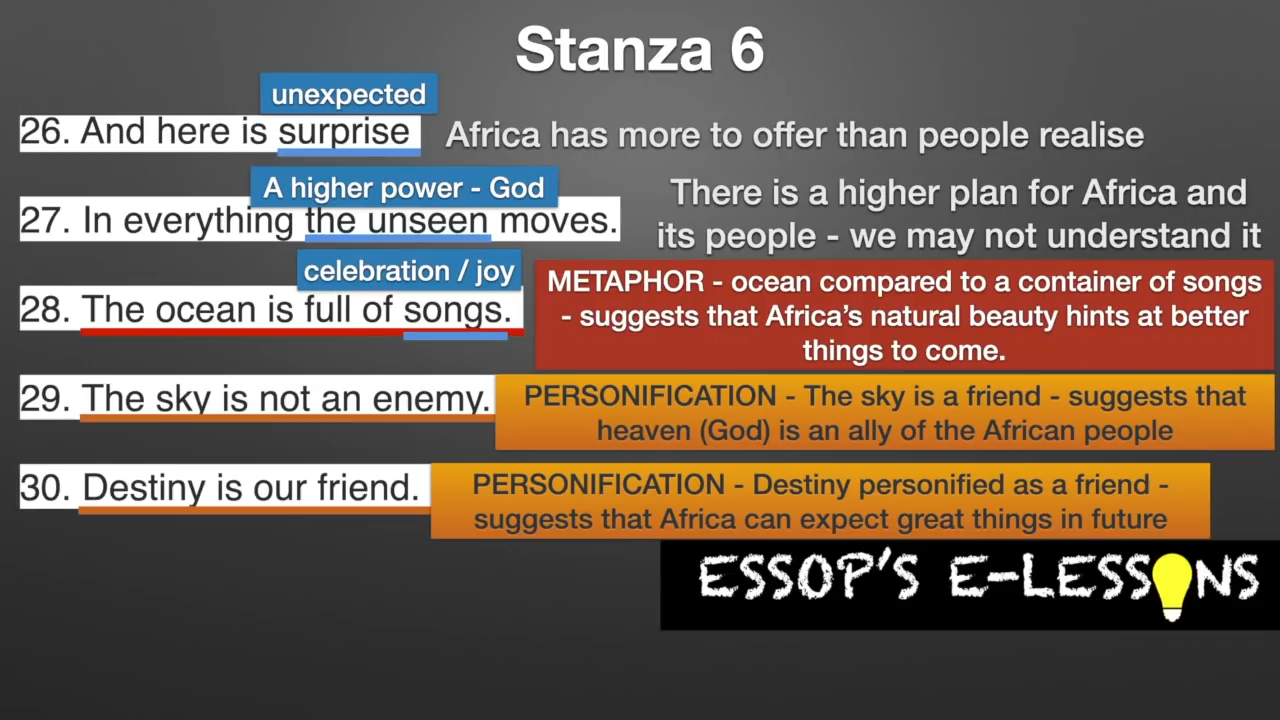 Stanza 6
unexpected
26. And here is surprise
Africa has more to offer than people realise
A higher power - God
27. In everything the unseen moves.
There is a higher plan for Africa and
its people - we may not understand it
celebration / joy
28. The ocean is full of songs.
METAPHOR - ocean compared to a container of songs
- suggests that Africa's natural beauty hints at better
things to come.
29. The sky is not an enemy.
PERSONIFICATION - The sky is a friend - suggests that
heaven (God) is an ally of the African people
30. Destiny is our friend.
PERSONIFICATION - Destiny personified as a friend -
suggests that Africa can expect great things in future
ESSOP'S E-LESSONS